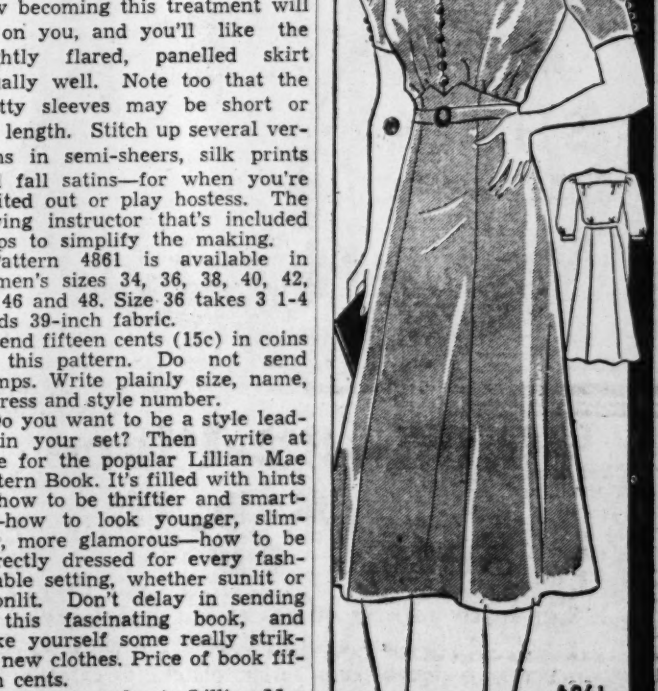 w becoming this treatment will
on you, and you'll like the
ghtly flared, panelled skirt
ually well. Note too that the
tty sleeves may be short or
length. Stitch up several ver-
ns in semi-sheers, silk prints
l fall satins—for when you're
ited out or play hostess. The
ving instructor that's included
ps to simplify the making.
attern 4861 is available in
men's sizes 34, 36, 38, 40, 42,
46 and 48. Size 36 takes 3 1-4
ds 39-inch fabric.
end fifteen cents (15c) in coins
this pattern. Do not send
mps. Write plainly size, name,
ress and style number.
o you want to be a style lead-
in your set? Then write at
e for the popular Lillian Mae
tern Book. It's filled with hints
how to be thriftier and smart-
-how to look younger, slim-
, more glamorous—how to be
rectly dressed for every fash-
able setting, whether sunlit or
onlit. Don't delay in sending
this fascinating book, and
ke yourself some really strik-
new clothes. Price of book fif-
n cents.